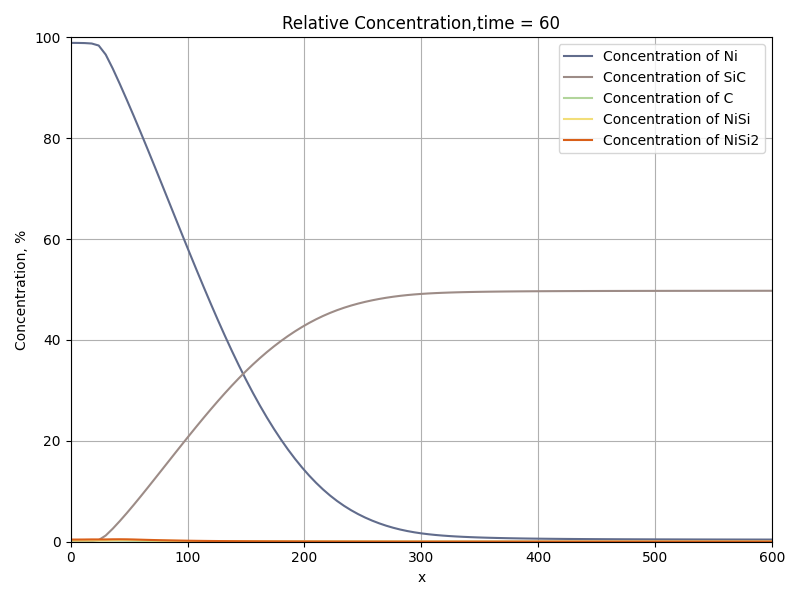 Relative Concentration,time = 60
100
80
60
40
20
0
Concentration, %
0 100 200 300 400 500 600
x
Concentration of Ni
Concentration of SiC
Concentration of C
Concentration of NiSi
Concentration of NiSi2